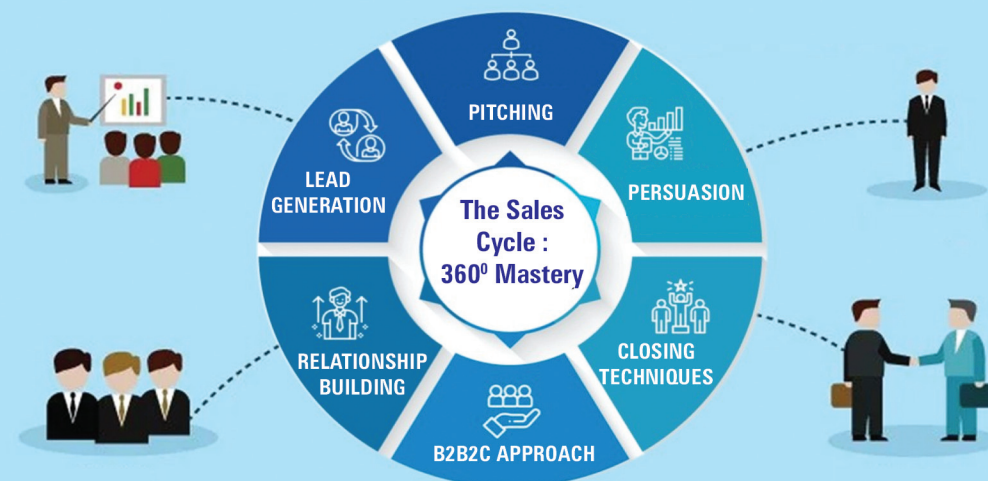 PITCHING
LEAD
GENERATION
PERSUASION
The Sales
Cycle :
360⁰ Mastery
RELATIONSHIP
BUILDING
CLOSING
TECHNIQUES
B2B2C APPROACH